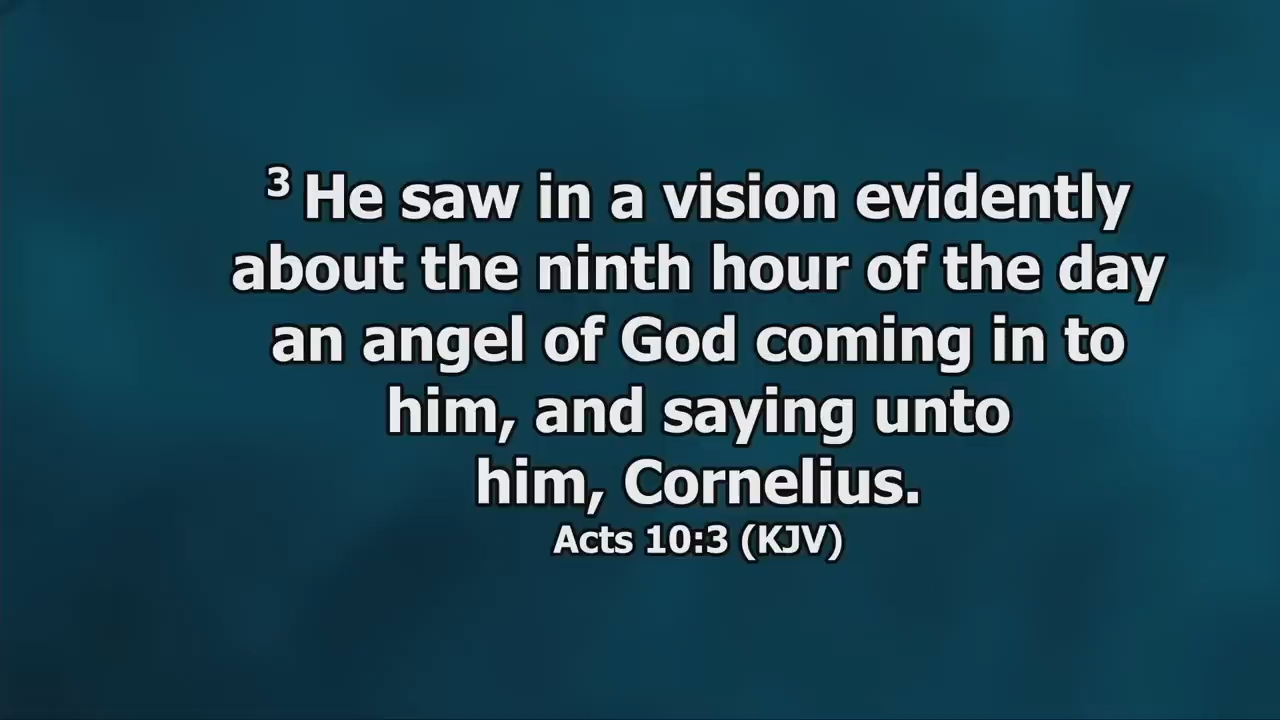 3 He saw in a vision evidently
about the ninth hour of the day
an angel of God coming in to
him, and saying unto
him, Cornelius.
Acts 10:3 (KJV)